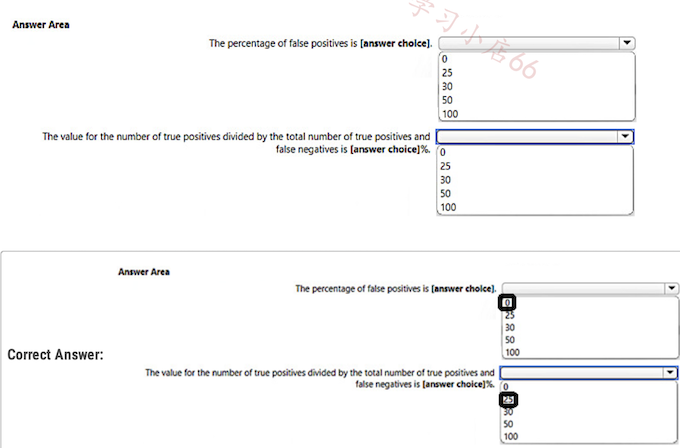 学习小店66
Answer Area
The percentage of false positives is [answer choice].
0
25
30
50
100
The value for the number of true positives divided by the total number of true positives and
false negatives is [answer choice]%.
0
25
30
50
100
Answer Area
The percentage of false positives is [answer choice].
0
25
30
50
100
Correct Answer:
The value for the number of true positives divided by the total number of true positives and
false negatives is [answer choice]%.
0
25
30
50
100